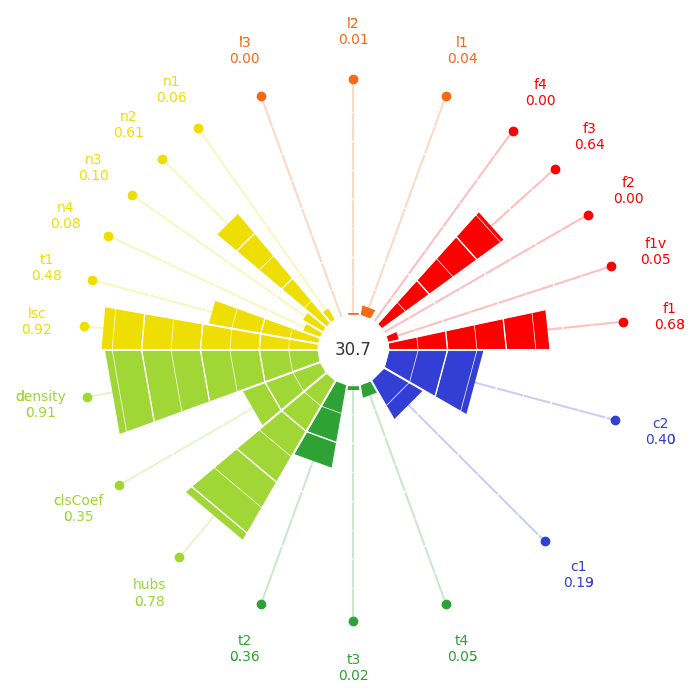 l2
0.01
l3
0.00
l1
0.04
n1
0.06
f4
0.00
n2
0.61
f3
0.64
n3
0.10
f2
0.00
n4
0.08
f1v
0.05
t1
0.48
lsc
0.92
f1
0.68
30.7
density
0.91
c2
0.40
clsCoef
0.35
hubs
0.78
c1
0.19
t2
0.36
t3
0.02
t4
0.05